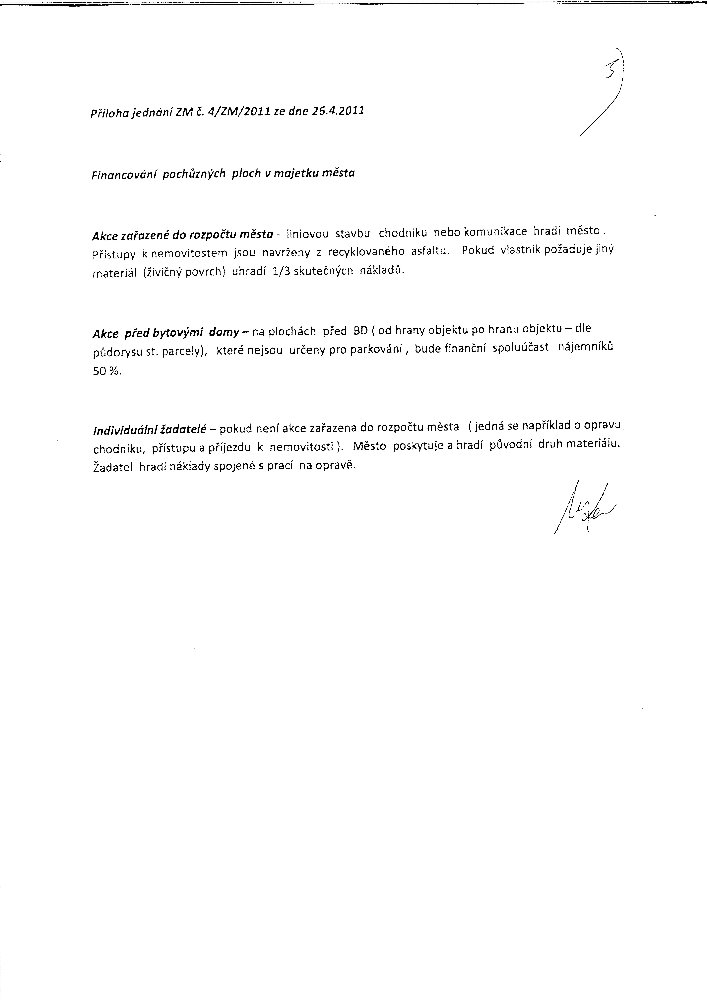 5)
Příloha jednání ZM č. 4/ZM/2011 ze dne 26.4.2011
Financování pochůzných ploch v majetku města
Akce zařazené do rozpočtu města - liniovou stavbu chodníku nebo komunikace hradí město .
Přístupy k nemovitostem jsou navrženy z recyklovaného asfaltu. Pokud vlastník požaduje jiný
materiál (živičný povrch) uhradí 1/3 skutečných nákladů.
Akce před bytovými domy – na plochách před BD ( od hrany objektu po hranu objektu – dle
půdorysu st. parcely), které nejsou určeny pro parkování , bude finanční spoluúčast nájemníků
50 %.
Individuální žadatelé – pokud není akce zařazena do rozpočtu města ( jedná se například o opravu
chodníku, přístupu a příjezdu k nemovitosti ). Město poskytuje a hradí původní druh materiálu.
Žadatel hradí náklady spojené s prací na opravě.